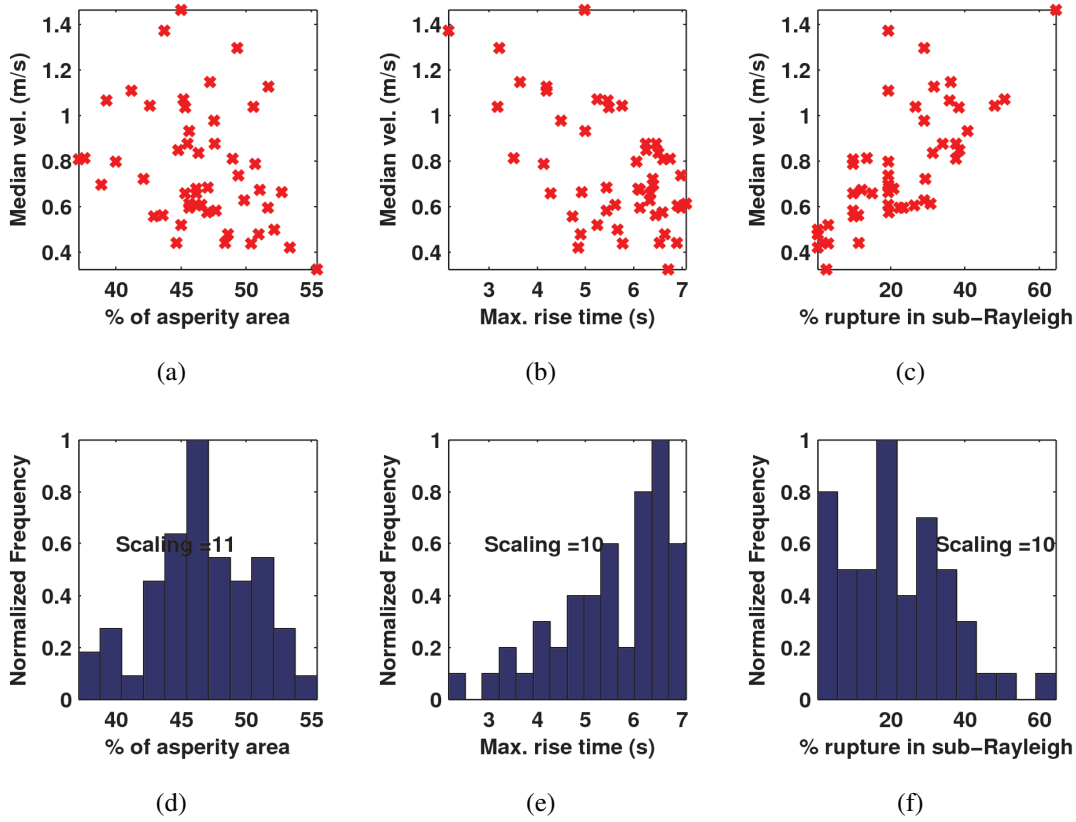 1.4
1.2
1
0.8
0.6
0.4
Median vel. (m/s)
40 45 50 55
% of asperity area
(a)
1.4
1.2
1
0.8
0.6
0.4
Median vel. (m/s)
3 4 5 6 7
Max. rise time (s)
(b)
1.4
1.2
1
0.8
0.6
0.4
Median vel. (m/s)
20 40 60
% rupture in sub−Rayleigh
(c)
1
0.8
0.6
0.4
0.2
0
Normalized Frequency
Scaling =11
40 45 50 55
% of asperity area
(d)
1
0.8
0.6
0.4
0.2
0
Normalized Frequency
Scaling =10
3 4 5 6 7
Max. rise time (s)
(e)
1
0.8
0.6
0.4
0.2
0
Normalized Frequency
Scaling =10
20 40 60
% rupture in sub−Rayleigh
(f)